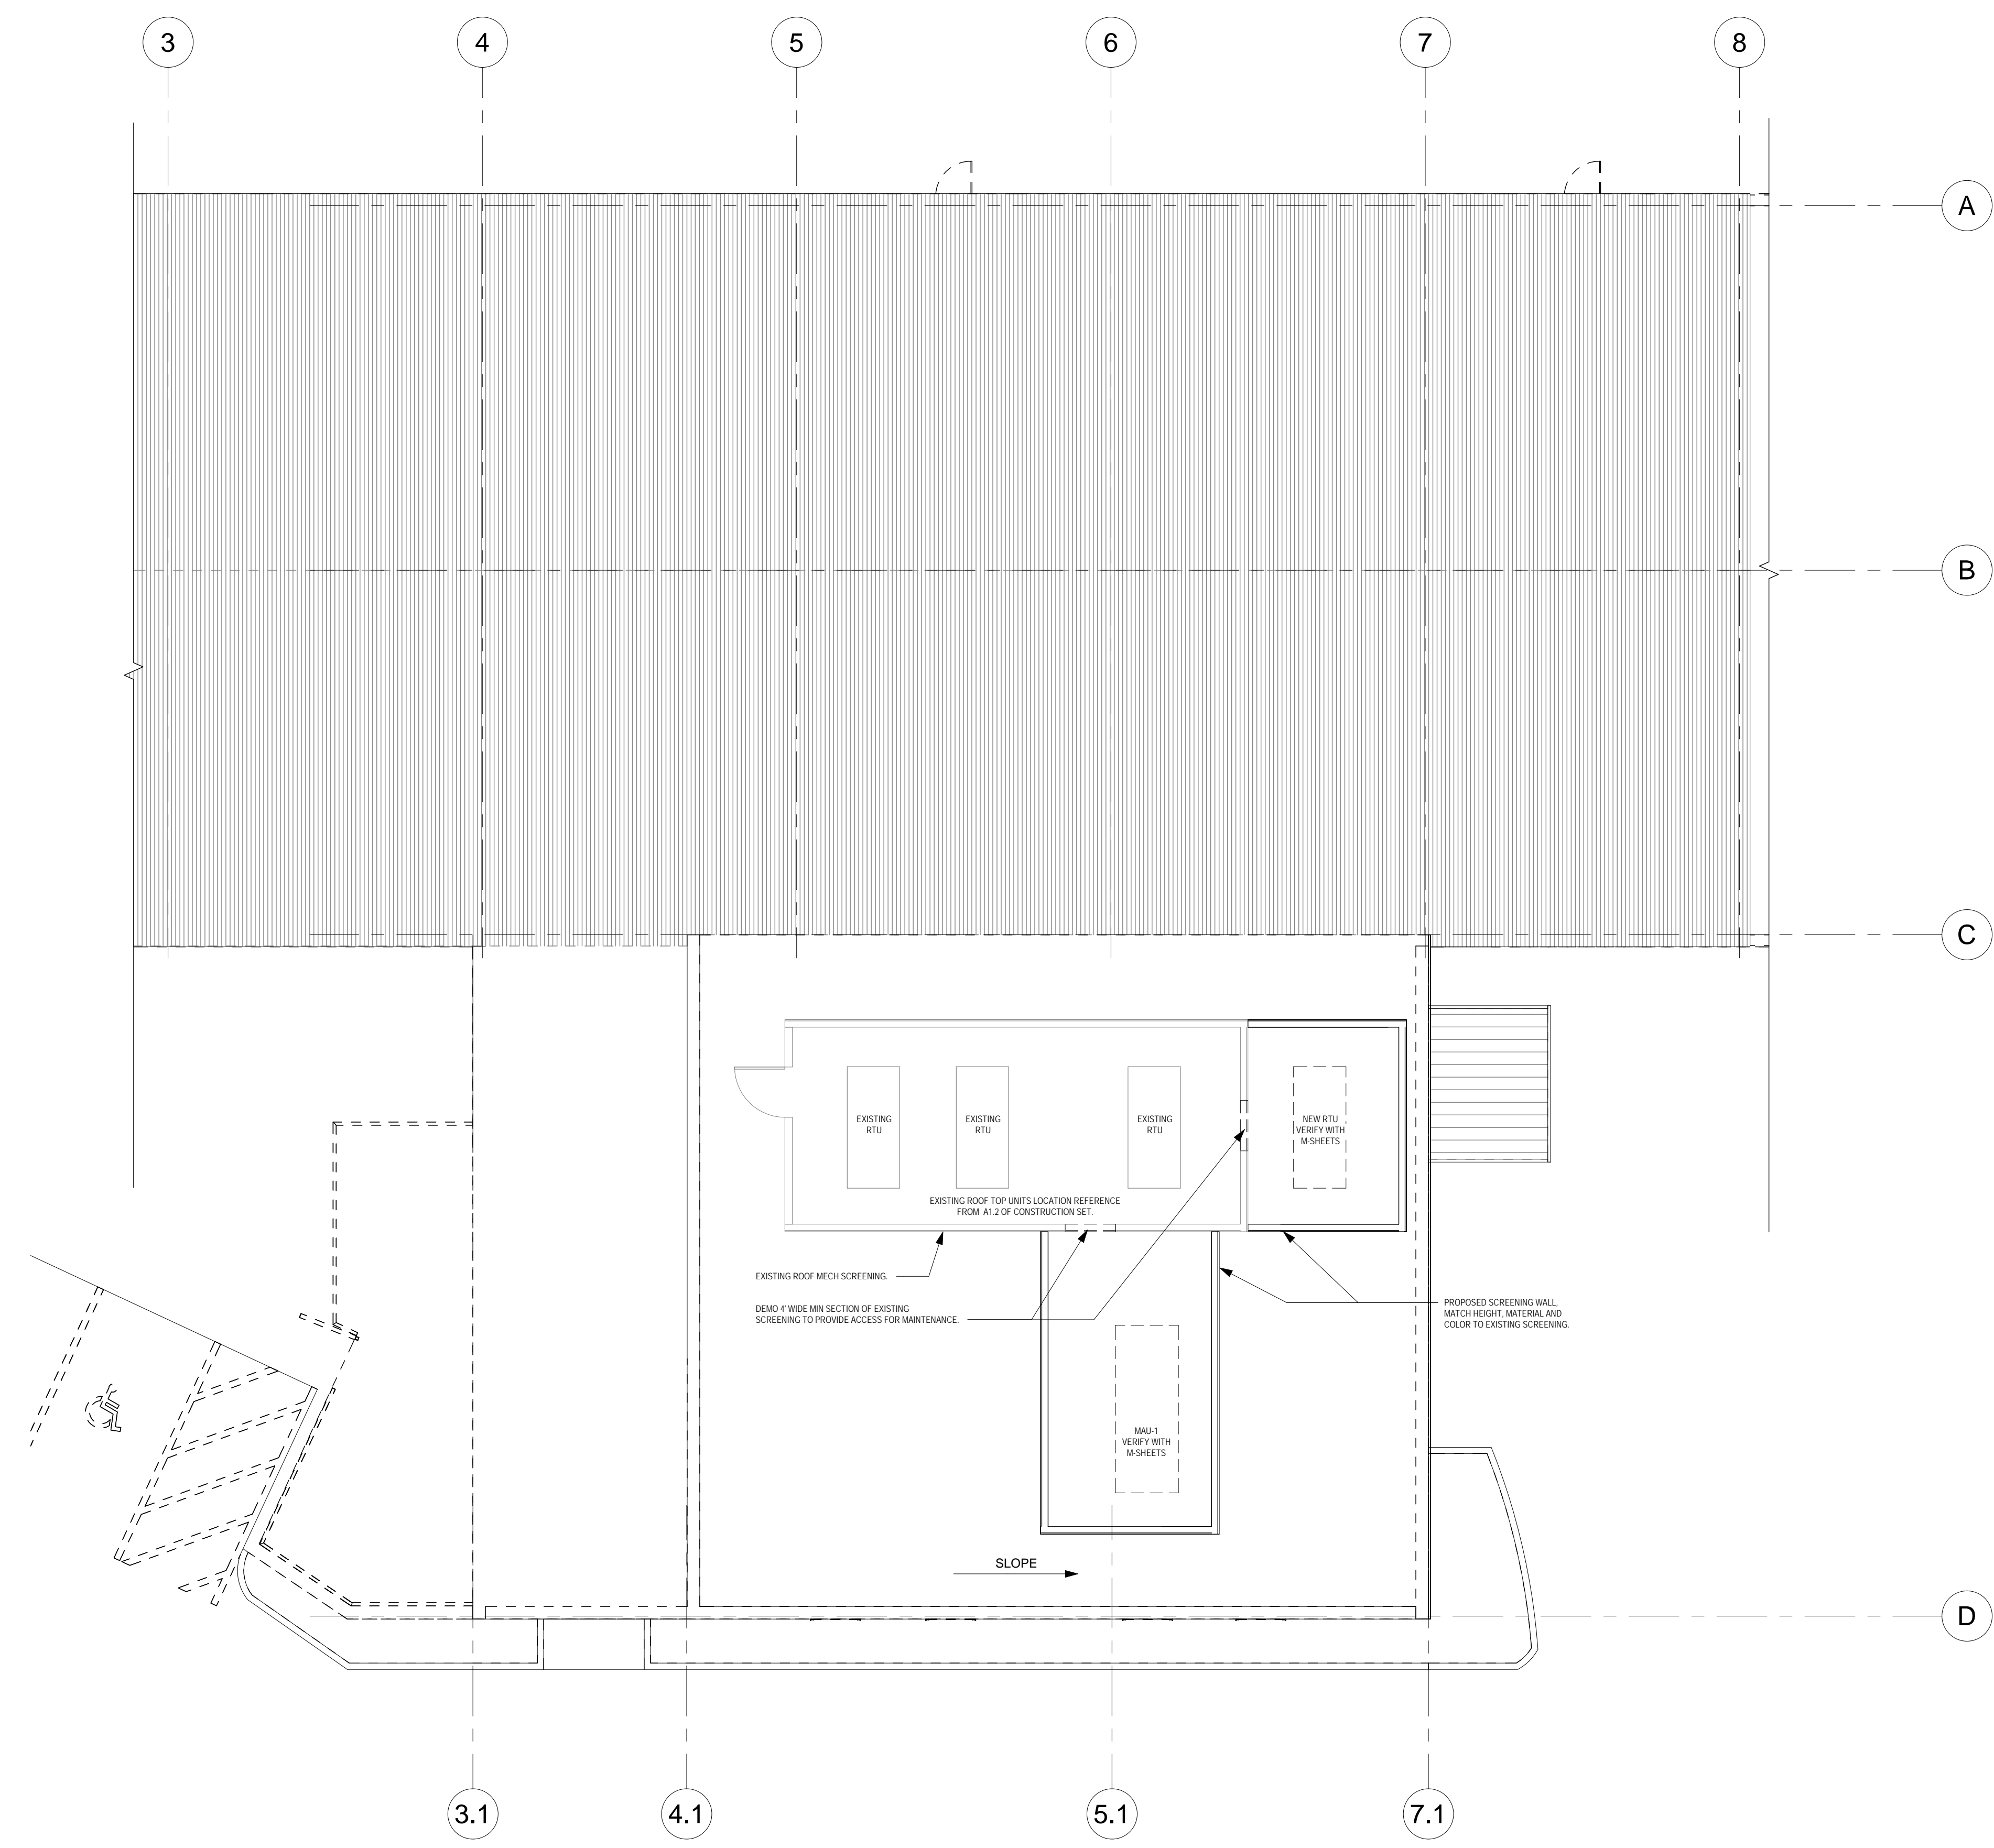 3
4
5
6
7
8
A
B
C
EXISTING
RTU
EXISTING
RTU
EXISTING
RTU
NEW RTU
VERIFY WITH
M-SHEETS
EXISTING ROOF TOP UNITS LOCATION REFERENCE
FROM A1.2 OF CONSTRUCTION SET.
EXISTING ROOF MECH SCREENING.
DEMO 4' WIDE MIN SECTION OF EXISTING
SCREENING TO PROVIDE ACCESS FOR MAINTENANCE.
PROPOSED SCREENING WALL,
MATCH HEIGHT, MATERIAL AND
COLOR TO EXISTING SCREENING.
MAU-1
VERIFY WITH
M-SHEETS
SLOPE
D
3.1
4.1
5.1
7.1